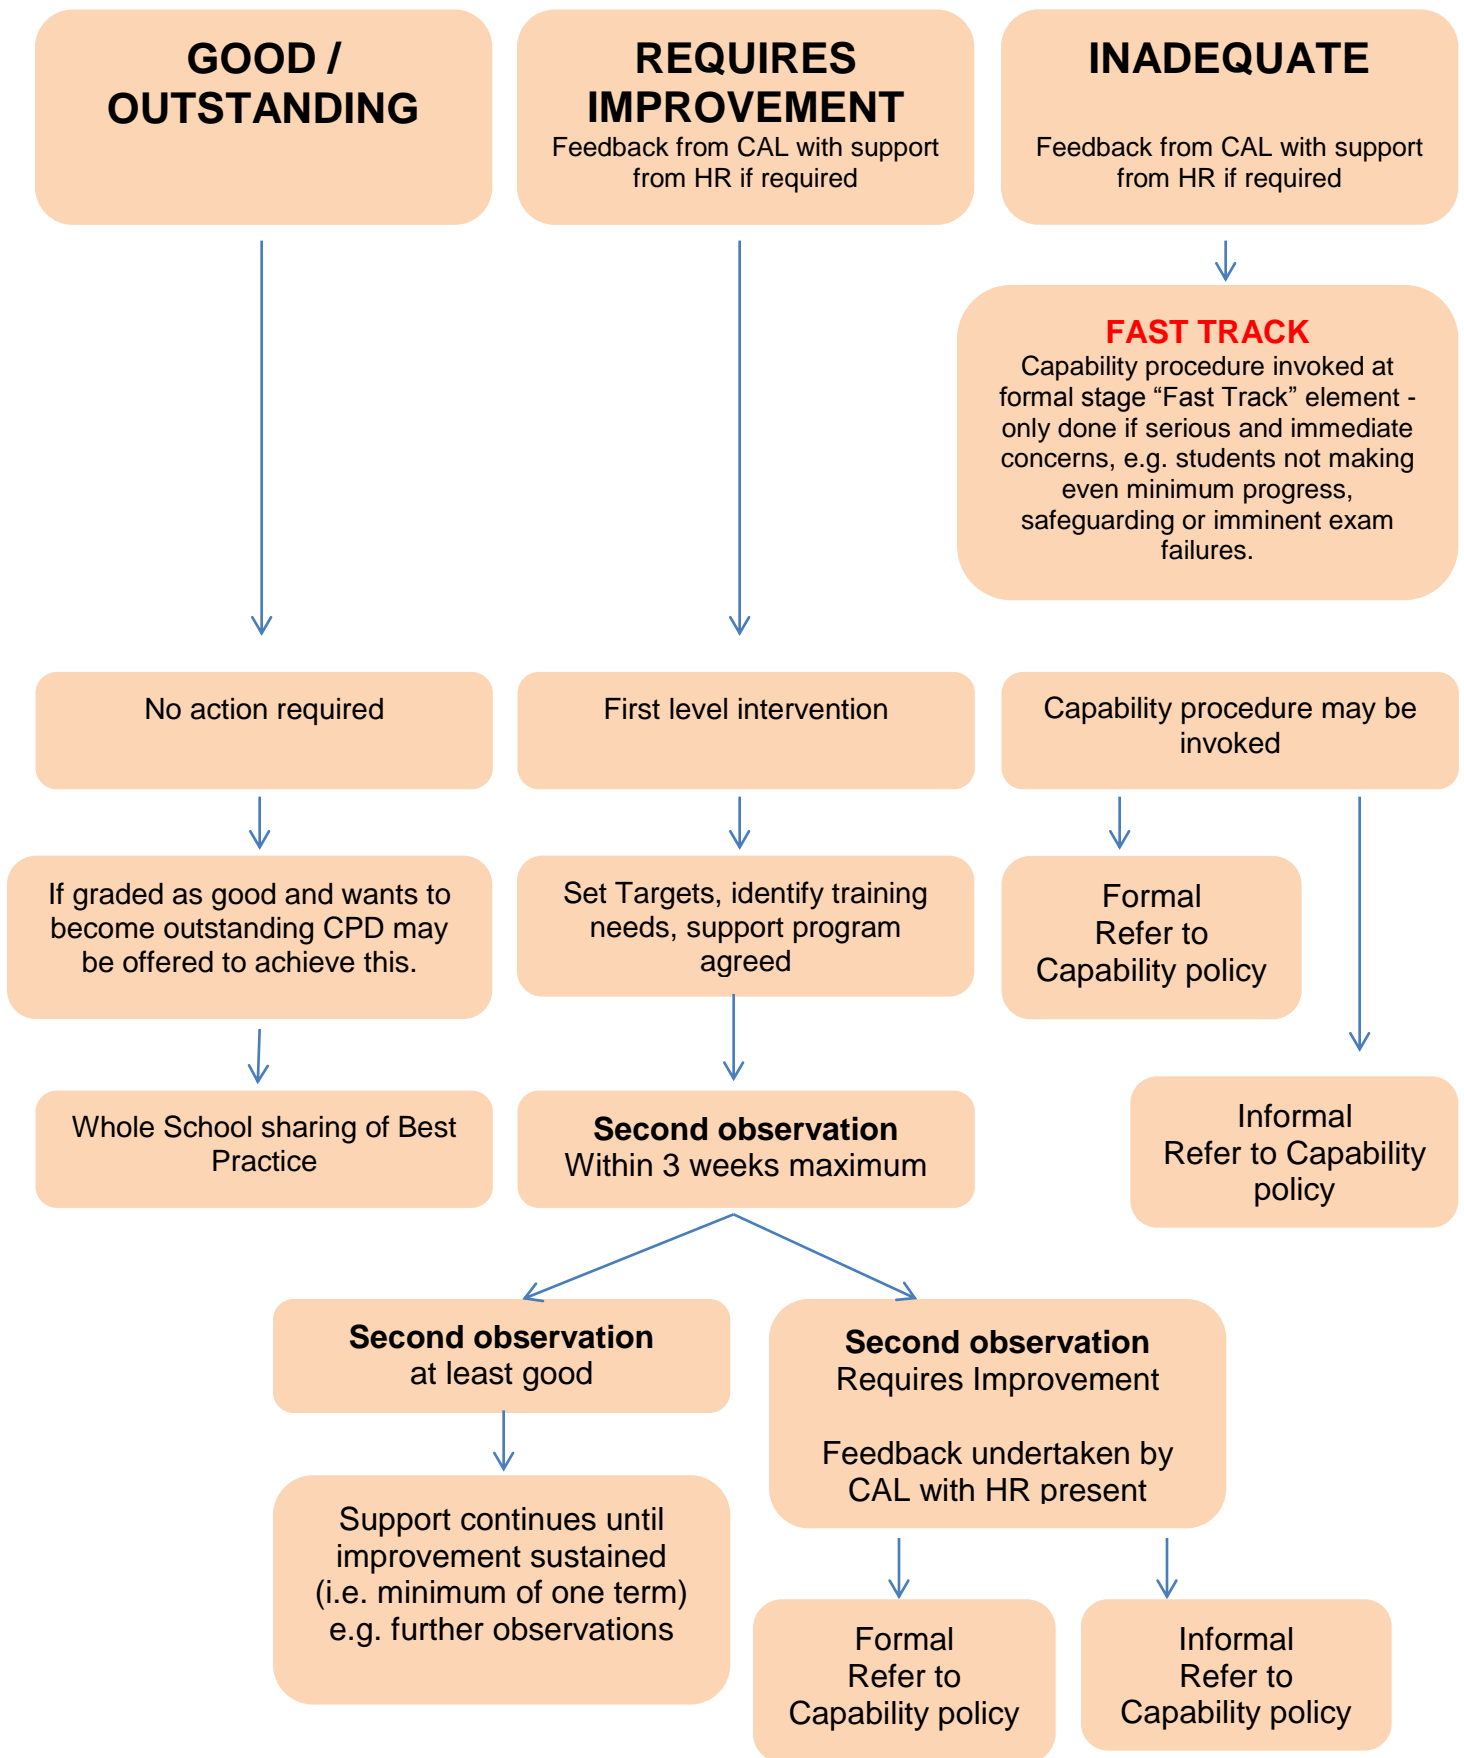 GOOD /
OUTSTANDING
REQUIRES
IMPROVEMENT
Feedback from CAL with support
from HR if required
INADEQUATE
Feedback from CAL with support
from HR if required
FAST TRACK
Capability procedure invoked at
formal stage “Fast Track” element -
only done if serious and immediate
concerns, e.g. students not making
even minimum progress,
safeguarding or imminent exam
failures.
No action required
First level intervention
Capability procedure may be
invoked
If graded as good and wants to
become outstanding CPD may
be offered to achieve this.
Set Targets, identify training
needs, support program
agreed
Formal
Refer to
Capability policy
Whole School sharing of Best
Practice
Second observation
Within 3 weeks maximum
Informal
Refer to Capability
policy
Second observation
at least good
Second observation
Requires Improvement
Feedback undertaken by
CAL with HR present
Support continues until
improvement sustained
(i.e. minimum of one term)
e.g. further observations
Formal
Refer to
Capability policy
Informal
Refer to
Capability policy